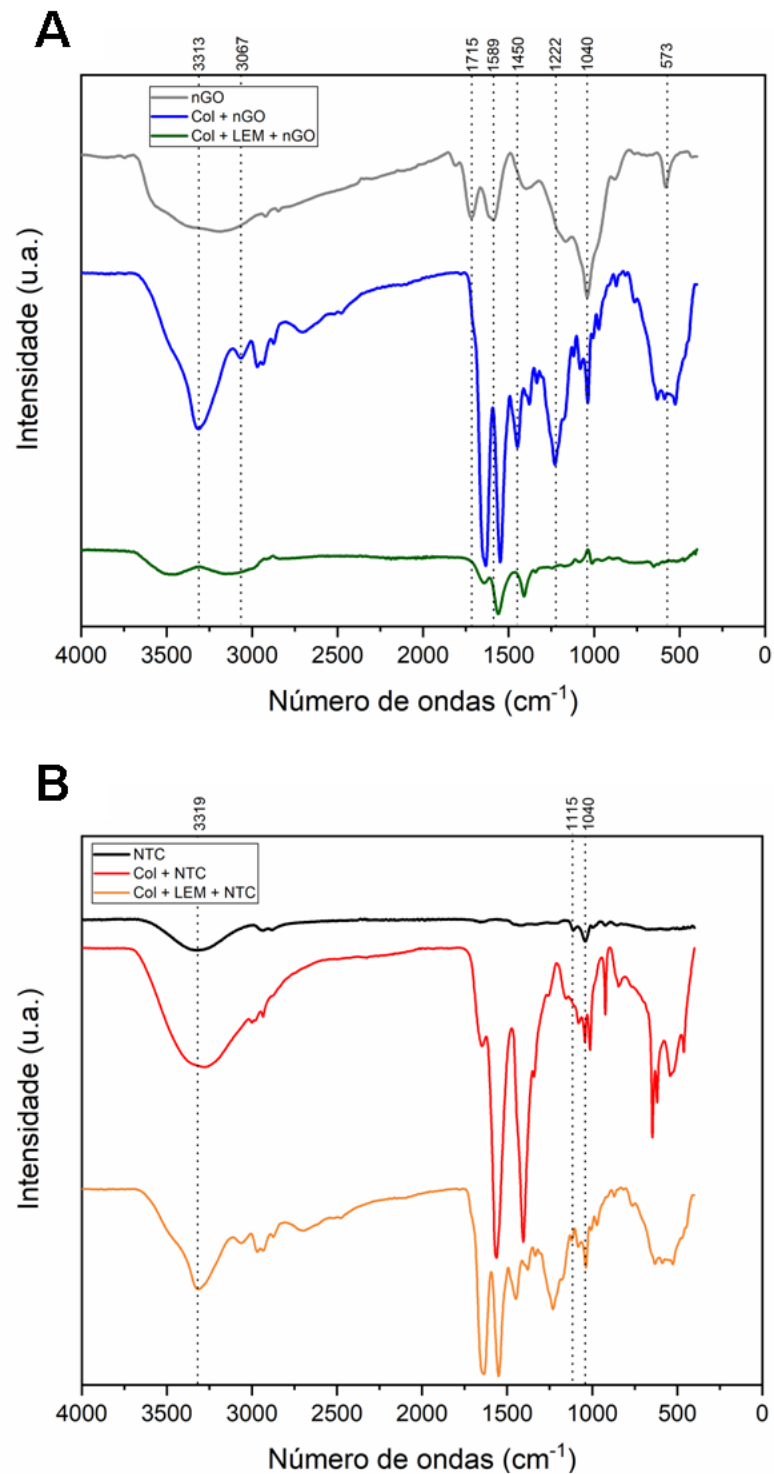 A
3313 3067 1715 1589 1450 1222 1040 573
nGO
Col + nGO
Col + LEM + nGO
Intensidade (u.a.)
4000 3500 3000 2500 2000 1500 1000 500 0
Número de ondas (cm⁻¹)
B
3319 1115 1040
NTC
Col + NTC
Col + LEM + NTC
Intensidade (u.a.)
4000 3500 3000 2500 2000 1500 1000 500 0
Número de ondas (cm⁻¹)